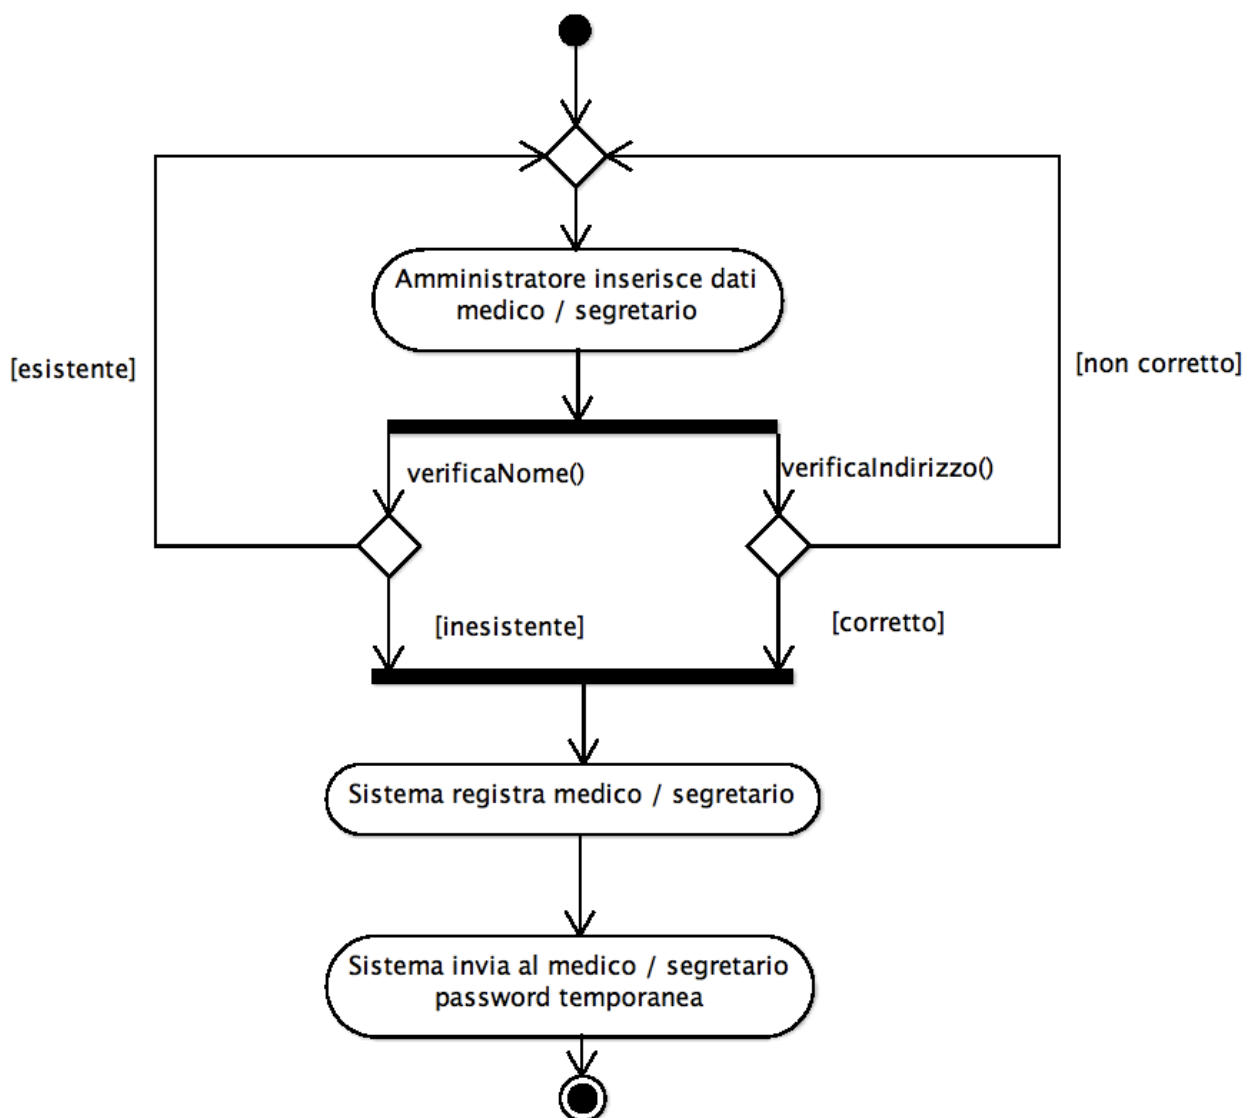 Amministratore inserisce dati
medico / segretario
[esistente]
[non corretto]
verificaNome()
verificaIndirizzo()
[inesistente]
[corretto]
Sistema registra medico / segretario
Sistema invia al medico / segretario
password temporanea